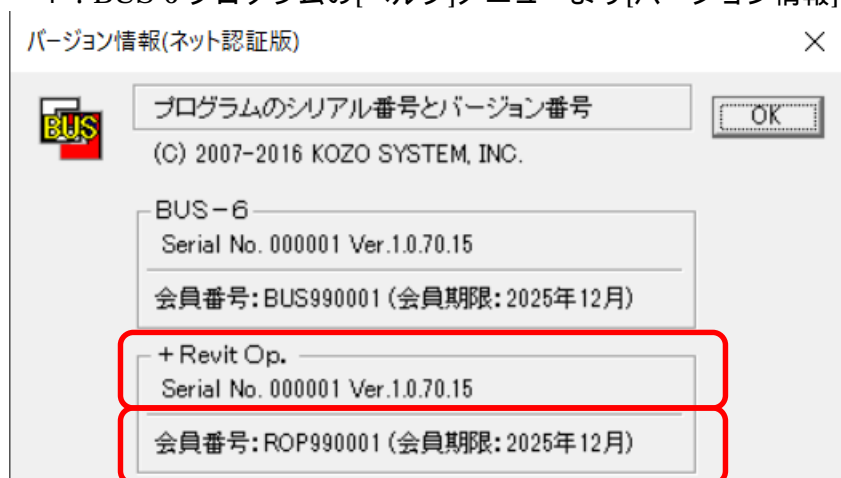 バージョン情報(ネット認証版)
プログラムのシリアル番号とバージョン番号
OK
BUS
(C) 2007-2016 KOZO SYSTEM, INC.
BUS-6
Serial No. 000001 Ver.1.0.70.15
会員番号:BUS990001 (会員期限:2025年12月)
+Revit Op.
Serial No. 000001 Ver.1.0.70.15
会員番号:ROP990001 (会員期限:2025年12月)